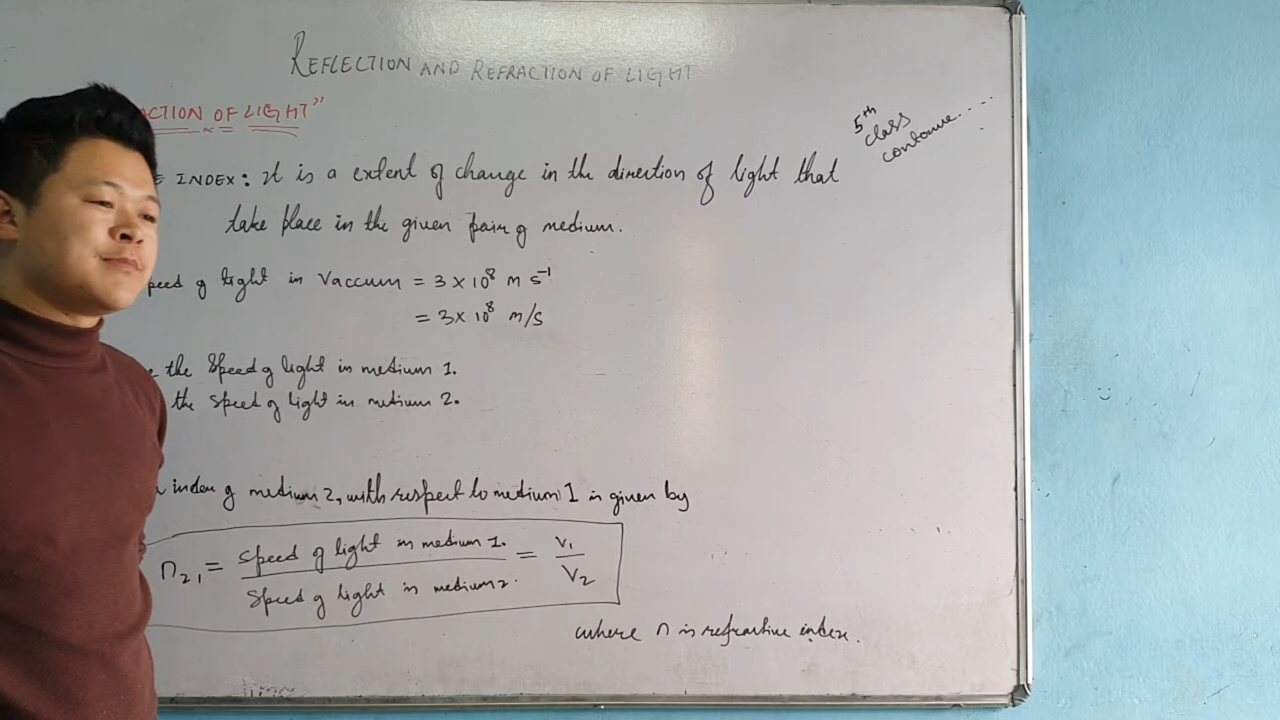 REFLECTION AND REFRACTION OF LIGHT
ACTION OF LIGHT"
5th
class
continue.....
E INDEX: It is a extent of change in the direction of light that
take place in the given pair of medium.
peed of light in Vaccum = 3 × 10⁸ m s⁻¹
= 3 × 10⁸ m/s
e the Speed of light in medium 1.
the speed of light in medium 2.
index of medium 2, with respect to medium 1 is given by
n₂₁ = speed of light in medium 1. / Speed of light in medium 2. = v₁ / v₂
where n is refractive index.